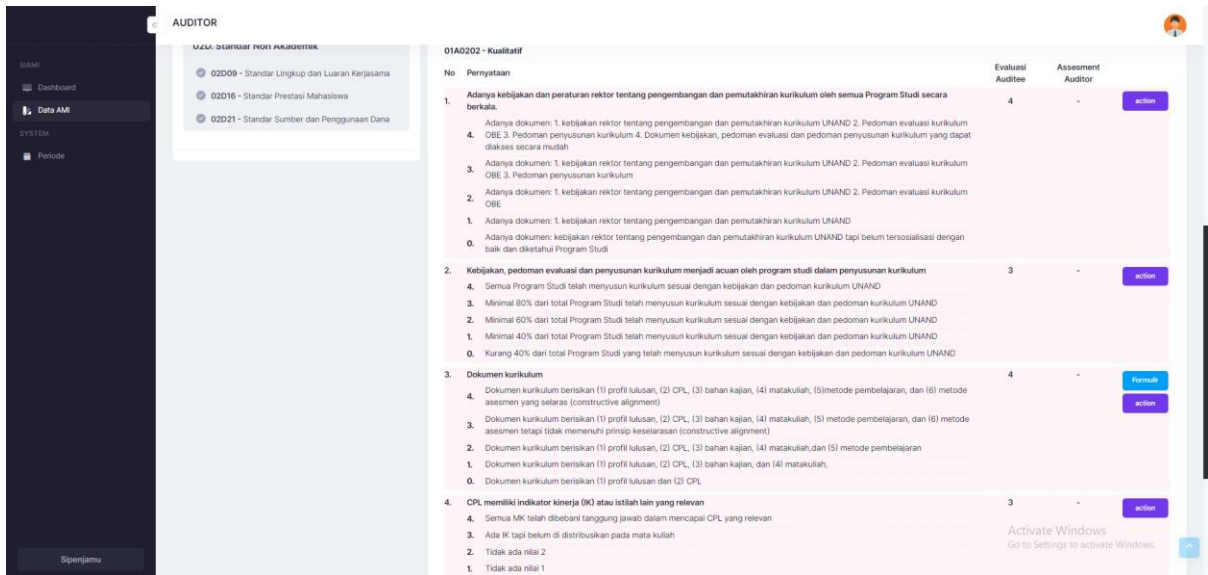 AUDITOR
SIAMI
Dashboard
Data AMI
SYSTEM
Periode
Sipenjamu
02D. Standar Non Akademik
02D09 - Standar Lingkup dan Luaran Kerjasama
02D16 - Standar Prestasi Mahasiswa
02D21 - Standar Sumber dan Penggunaan Dana
01A0202 - Kualitatif
No Pernyataan Evaluasi Auditee Assesment Auditor
1. Adanya kebijakan dan peraturan rektor tentang pengembangan dan pemutakhiran kurikulum oleh semua Program Studi secara
berkala. 4 - action
4. Adanya dokumen: 1. kebijakan rektor tentang pengembangan dan pemutakhiran kurikulum UNAND 2. Pedoman evaluasi kurikulum
OBE 3. Pedoman penyusunan kurikulum 4. Dokumen kebijakan, pedoman evaluasi dan pedoman penyusunan kurikulum yang dapat
diakses secara mudah
3. Adanya dokumen: 1. kebijakan rektor tentang pengembangan dan pemutakhiran kurikulum UNAND 2. Pedoman evaluasi kurikulum
OBE 3. Pedoman penyusunan kurikulum
2. Adanya dokumen: 1. kebijakan rektor tentang pengembangan dan pemutakhiran kurikulum UNAND 2. Pedoman evaluasi kurikulum
OBE
1. Adanya dokumen: 1. kebijakan rektor tentang pengembangan dan pemutakhiran kurikulum UNAND
0. Adanya dokumen: kebijakan rektor tentang pengembangan dan pemutakhiran kurikulum UNAND tapi belum tersosialisasi dengan
baik dan diketahui Program Studi
2. Kebijakan, pedoman evaluasi dan penyusunan kurikulum menjadi acuan oleh program studi dalam penyusunan kurikulum 3 - action
4. Semua Program Studi telah menyusun kurikulum sesuai dengan kebijakan dan pedoman kurikulum UNAND
3. Minimal 80% dari total Program Studi telah menyusun kurikulum sesuai dengan kebijakan dan pedoman kurikulum UNAND
2. Minimal 60% dari total Program Studi telah menyusun kurikulum sesuai dengan kebijakan dan pedoman kurikulum UNAND
1. Minimal 40% dari total Program Studi telah menyusun kurikulum sesuai dengan kebijakan dan pedoman kurikulum UNAND
0. Kurang 40% dari total Program Studi yang telah menyusun kurikulum sesuai dengan kebijakan dan pedoman kurikulum UNAND
3. Dokumen kurikulum 4 - Formulir
action
4. Dokumen kurikulum berisikan (1) profil lulusan, (2) CPL, (3) bahan kajian, (4) matakuliah, (5)metode pembelajaran, dan (6) metode
asesmen yang selaras (constructive alignment)
3. Dokumen kurikulum berisikan (1) profil lulusan, (2) CPL, (3) bahan kajian, (4) matakuliah, (5) metode pembelajaran, dan (6) metode
asesmen tetapi tidak memenuhi prinsip keselarasan (constructive alignment)
2. Dokumen kurikulum berisikan (1) profil lulusan, (2) CPL, (3) bahan kajian, (4) matakuliah,dan (5) metode pembelajaran
1. Dokumen kurikulum berisikan (1) profil lulusan, (2) CPL, (3) bahan kajian, dan (4) matakuliah,
0. Dokumen kurikulum berisikan (1) profil lulusan dan (2) CPL
4. CPL memiliki indikator kinerja (IK) atau istilah lain yang relevan 3 - action
4. Semua MK telah dibebani tanggung jawab dalam mencapai CPL yang relevan
3. Ada IK tapi belum di distribusikan pada mata kuliah
2. Tidak ada nilai 2
1. Tidak ada nilai 1
Activate Windows
Go to Settings to activate Windows.